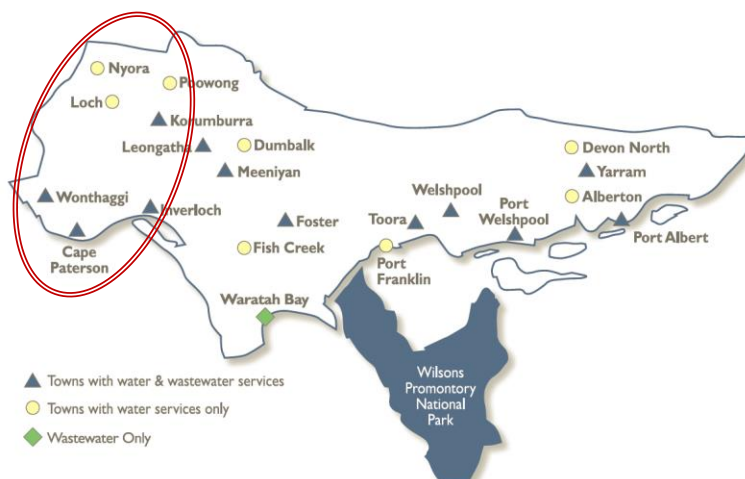 Nyora
Poowong
Loch
Korumburra
Leongatha
Dumbalk
Devon North
Meeniyan
Yarram
Wonthaggi
Inverloch
Welshpool
Alberton
Port
Welshpool
Foster
Toora
Port Albert
Cape
Paterson
Fish Creek
Port
Franklin
Waratah Bay
Wilsons
Promontory
National
Park
Towns with water & wastewater services
Towns with water services only
Wastewater Only